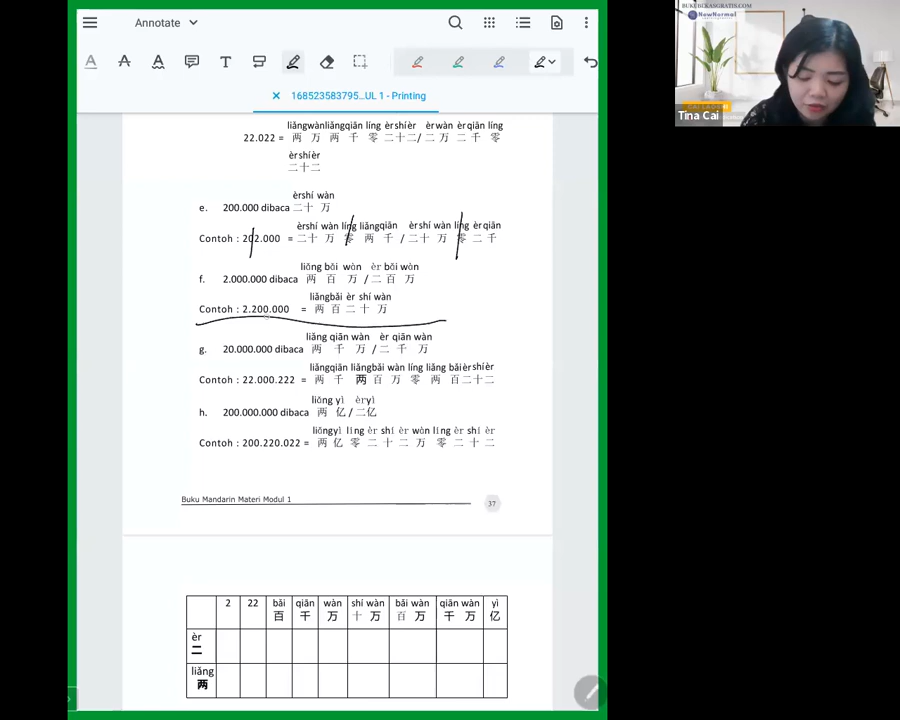 Annotate
168523583795...UL 1 - Printing
liǎngwànliǎngqiān líng èrshíèr èrwàn èrqiān líng
22.022 = 两 万 两 千 零 二十二/ 二 万 二 千 零
èrshíèr
二十二
èrshí wàn
e. 200.000 dibaca 二十 万
èrshí wàn líng liǎngqiān èrshí wàn líng èrqiān
Contoh : 202.000 = 二十 万 零 两 千 / 二十 万 零 二 千
liǎng bǎi wàn èr bǎi wàn
f. 2.000.000 dibaca 两 百 万 / 二 百 万
liǎngbǎi èr shí wàn
Contoh : 2.200.000 = 两 百 二 十 万
liǎng qiān wàn èr qiān wàn
g. 20.000.000 dibaca 两 千 万 / 二 千 万
liǎngqiān liǎngbǎi wàn líng liǎng bǎièrshíèr
Contoh : 22.000.222 = 两 千 两 百 万 零 两 百二十二
liǎng yì èryì
h. 200.000.000 dibaca 两 亿 / 二亿
liǎngyì líng èr shí èr wàn líng èr shí èr
Contoh : 200.220.022 = 两 亿 零 二 十 二 万 零 二 十 二
Buku Mandarin Materi Modul 1
37
2 22 bǎi qiān wàn shí wàn bǎi wàn qiān wàn yì
百 千 万 十 万 百 万 千 万 亿
èr
二
liǎng
两
BUKUBEKASGRATIS.COM
NewNormal
Tina Cai